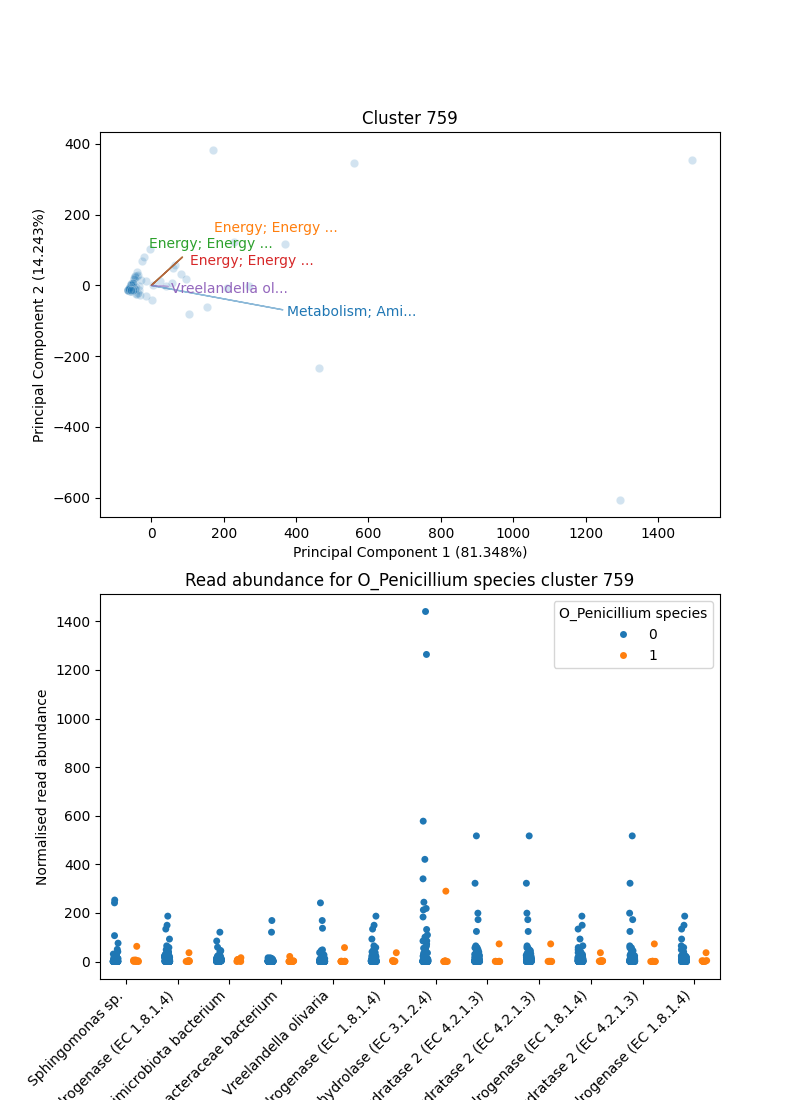 Cluster 759
400
200
0
−200
−400
−600
Principal Component 2 (14.243%)
Energy; Energy ...
Energy; Energy ...
Energy; Energy ...
Vreelandella ol...
Metabolism; Ami...
0 200 400 600 800 1000 1200 1400
Principal Component 1 (81.348%)
Read abundance for O_Penicillium species cluster 759
1400
1200
1000
800
600
400
200
0
Normalised read abundance
O_Penicillium species
0
1
Sphingomonas sp.
drogenase (EC 1.8.1.4)
imicrobiota bacterium
acteraceae bacterium
Vreelandella olivaria
drogenase (EC 1.8.1.4)
hydrolase (EC 3.1.2.4)
dratase 2 (EC 4.2.1.3)
dratase 2 (EC 4.2.1.3)
drogenase (EC 1.8.1.4)
dratase 2 (EC 4.2.1.3)
drogenase (EC 1.8.1.4)